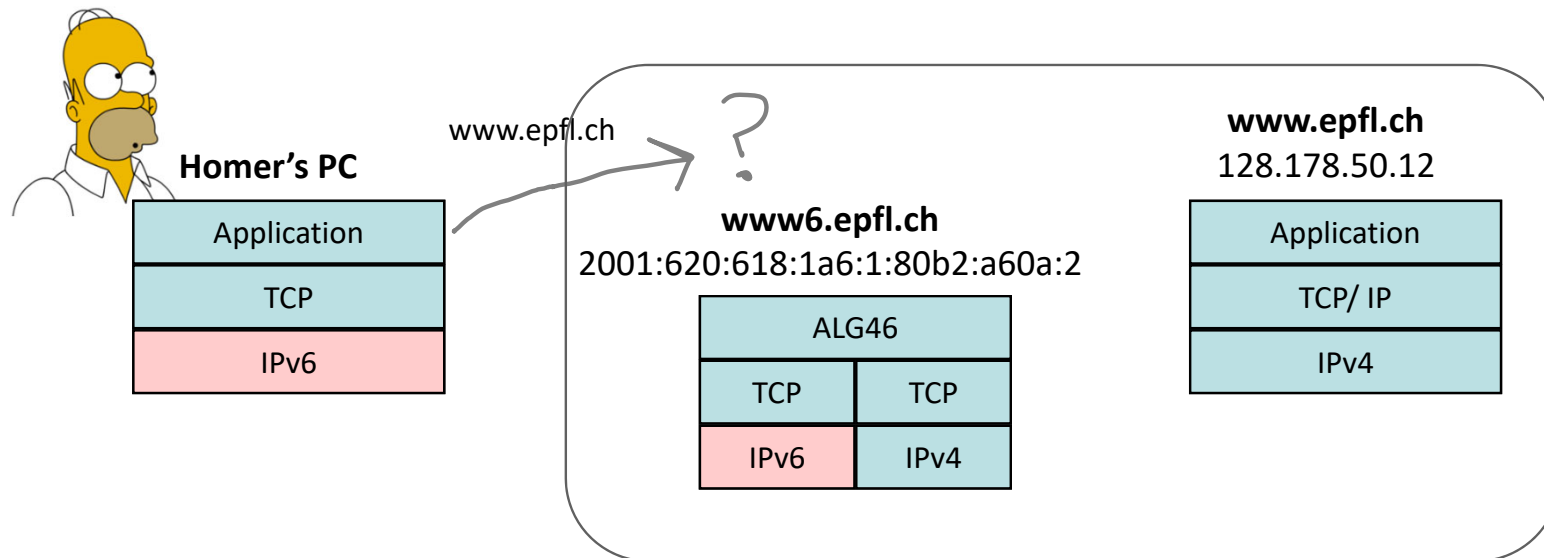 www.epfl.ch
?
Homer's PC
Application
TCP
IPv6
www6.epfl.ch
2001:620:618:1a6:1:80b2:a60a:2
ALG46
TCP TCP
IPv6 IPv4
www.epfl.ch
128.178.50.12
Application
TCP/ IP
IPv4